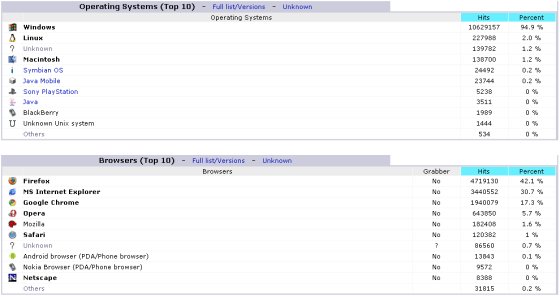 Operating Systems (Top 10) - Full list/Versions - Unknown
Operating Systems Hits Percent
Windows 10629157 94.9 %
Linux 227988 2.0 %
? Unknown 139782 1.2 %
Macintosh 138700 1.2 %
Symbian OS 24492 0.2 %
Java Mobile 23744 0.2 %
Sony PlayStation 5238 0 %
Java 3511 0 %
BlackBerry 1989 0 %
Unknown Unix system 1444 0 %
Others 534 0 %
Browsers (Top 10) - Full list/Versions - Unknown
Browsers Grabber Hits Percent
Firefox No 4719130 42.1 %
MS Internet Explorer No 3440552 30.7 %
Google Chrome No 1940079 17.3 %
Opera No 643850 5.7 %
Mozilla No 182408 1.6 %
Safari No 120382 1 %
? Unknown ? 86560 0.7 %
Android browser (PDA/Phone browser) No 13843 0.1 %
Nokia Browser (PDA/Phone browser) No 9572 0 %
Netscape No 8388 0 %
Others 31815 0.2 %